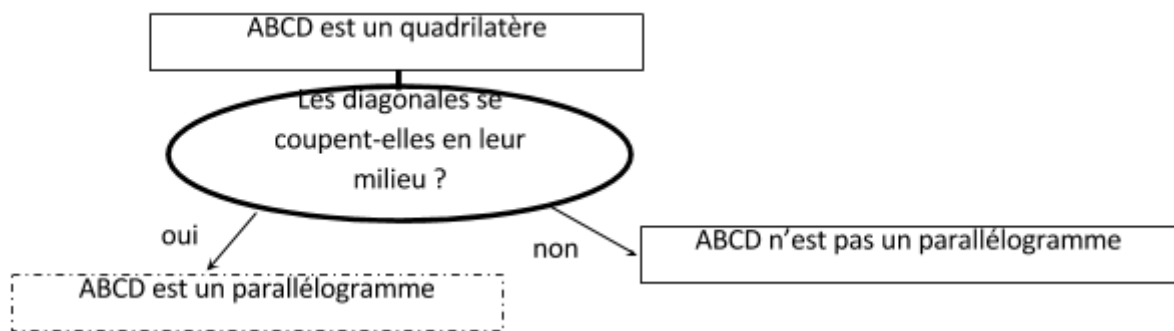 ABCD est un quadrilatère
Les diagonales se
coupent-elles en leur
milieu ?
oui
non
ABCD n’est pas un parallélogramme
ABCD est un parallélogramme